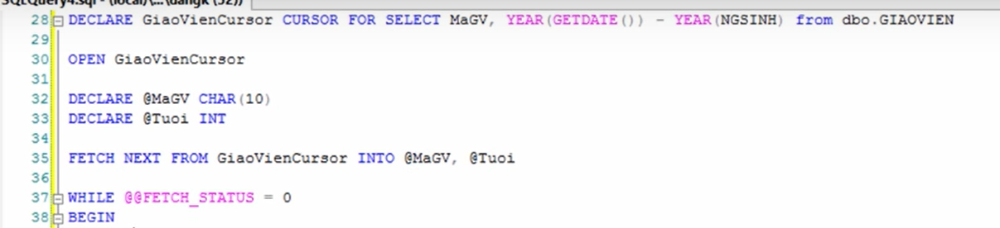 28 DECLARE GiaoVienCursor CURSOR FOR SELECT MaGV, YEAR(GETDATE()) - YEAR(NGSINH) from dbo.GIAOVIEN
29
30 OPEN GiaoVienCursor
31
32 DECLARE @MaGV CHAR(10)
33 DECLARE @Tuoi INT
34
35 FETCH NEXT FROM GiaoVienCursor INTO @MaGV, @Tuoi
36
37 WHILE @@FETCH_STATUS = 0
38 BEGIN